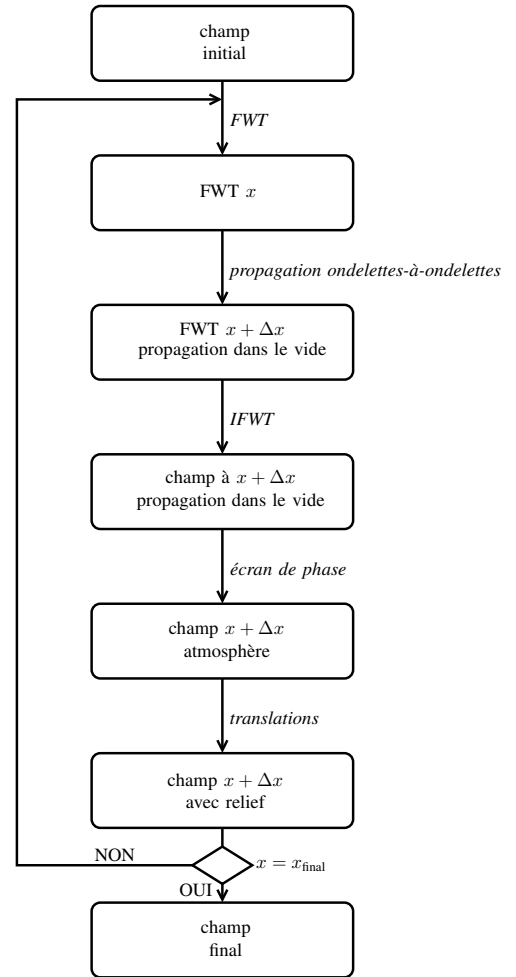 champ
initial
FWT
FWT x
propagation ondelettes-à-ondelettes
FWT x + Δx
propagation dans le vide
IFWT
champ à x + Δx
propagation dans le vide
écran de phase
champ x + Δx
atmosphère
translations
champ x + Δx
avec relief
NON
x = x_final
OUI
champ
final